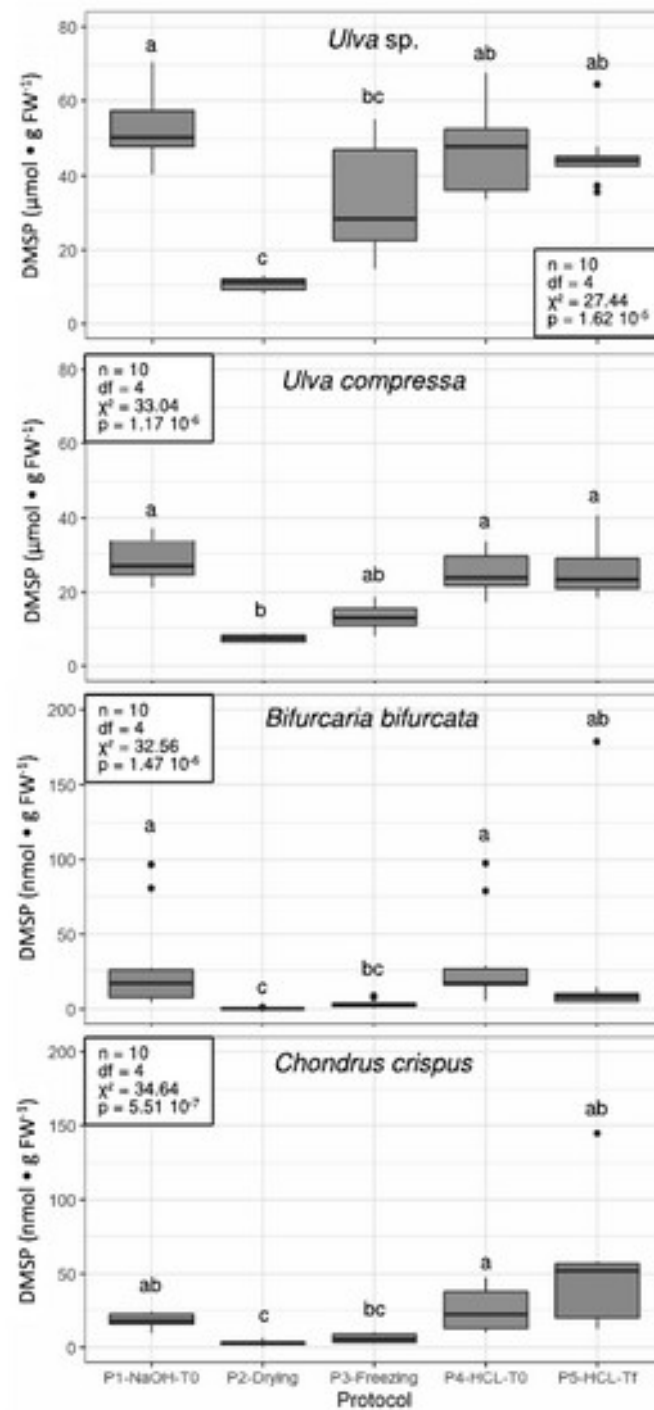 Ulva sp.
DMSP (μmol • g FW⁻¹)
80
60
40
20
0
a
c
bc
ab
ab
n = 10
df = 4
χ² = 27.44
p = 1.62 10⁻⁵
Ulva compressa
DMSP (μmol • g FW⁻¹)
80
60
40
20
0
n = 10
df = 4
χ² = 33.04
p = 1.17 10⁻⁶
a
b
ab
a
a
Bifurcaria bifurcata
DMSP (nmol • g FW⁻¹)
200
150
100
50
0
n = 10
df = 4
χ² = 32.56
p = 1.47 10⁻⁶
a
c
bc
a
ab
Chondrus crispus
DMSP (nmol • g FW⁻¹)
200
150
100
50
0
n = 10
df = 4
χ² = 34.64
p = 5.51 10⁻⁷
ab
c
bc
a
ab
P1-NaOH-T0 P2-Drying P3-Freezing P4-HCL-T0 P5-HCL-Tf
Protocol